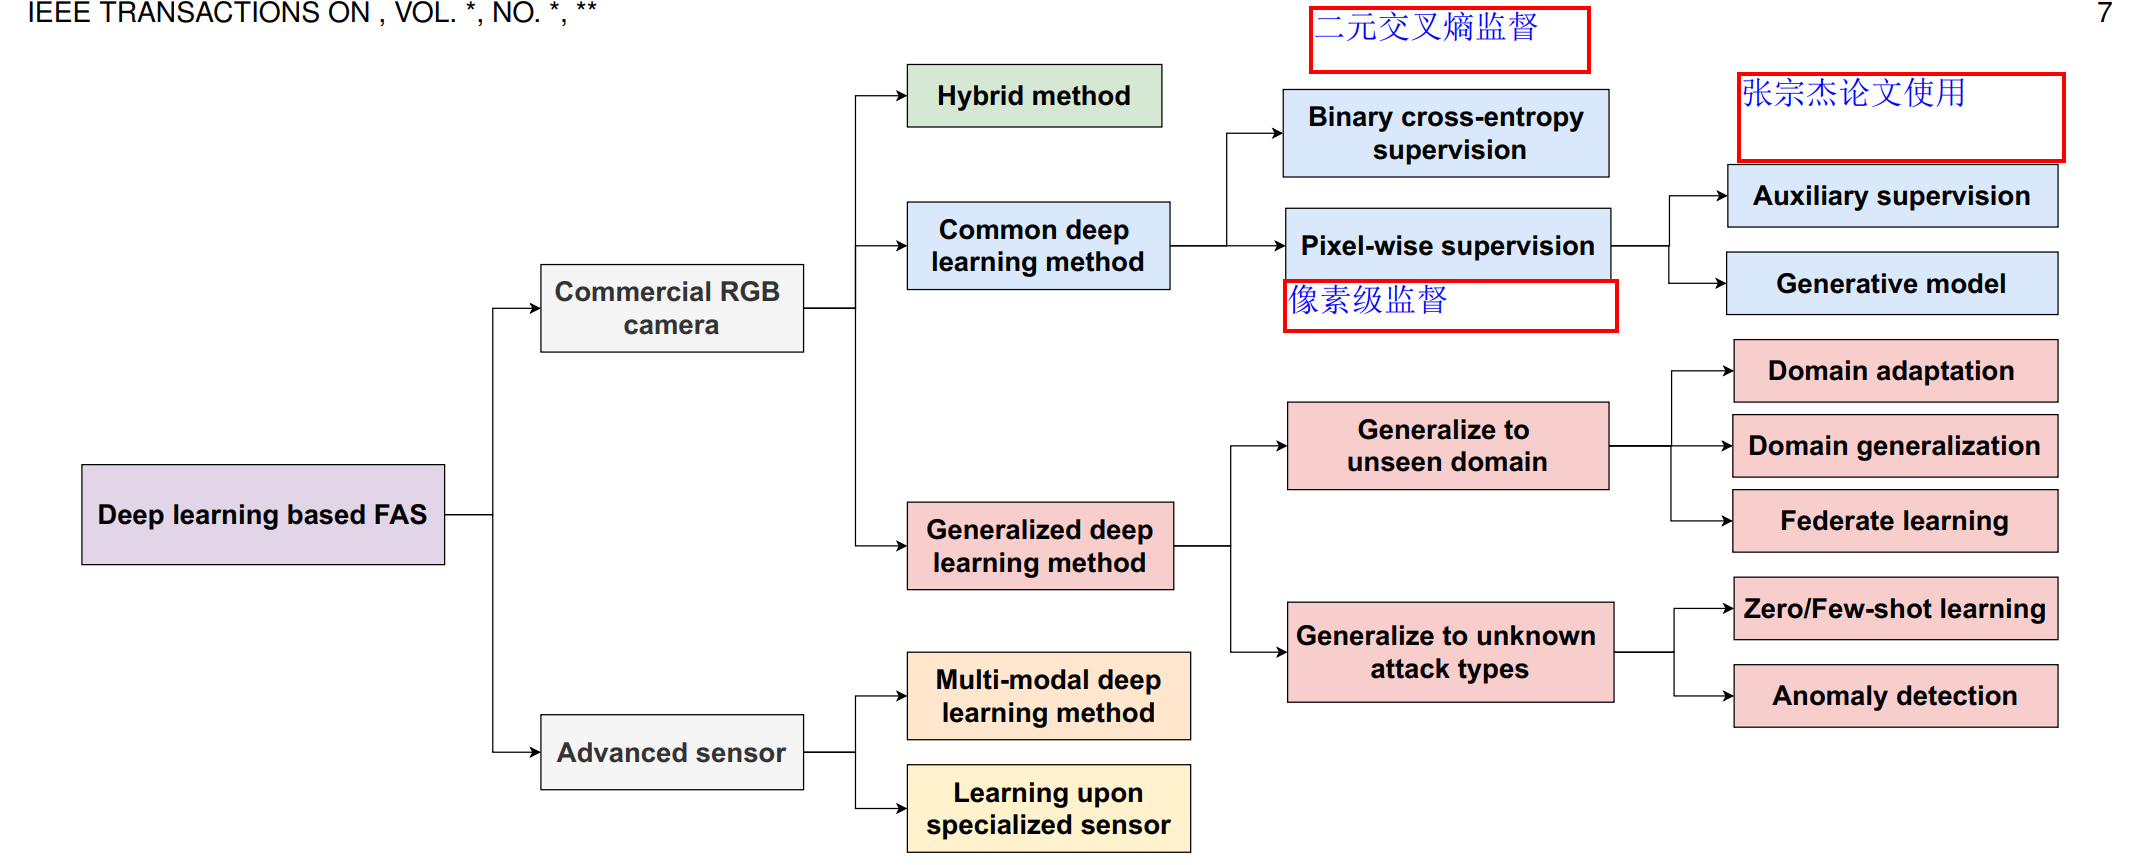 IEEE TRANSACTIONS ON , VOL. *, NO. *, **
7
二元交叉熵监督
张宗杰论文使用
Hybrid method
Binary cross-entropy
supervision
Common deep
learning method
Pixel-wise supervision
像素级监督
Auxiliary supervision
Generative model
Commercial RGB
camera
Deep learning based FAS
Generalized deep
learning method
Generalize to
unseen domain
Domain adaptation
Domain generalization
Federate learning
Generalize to unknown
attack types
Zero/Few-shot learning
Anomaly detection
Advanced sensor
Multi-modal deep
learning method
Learning upon
specialized sensor